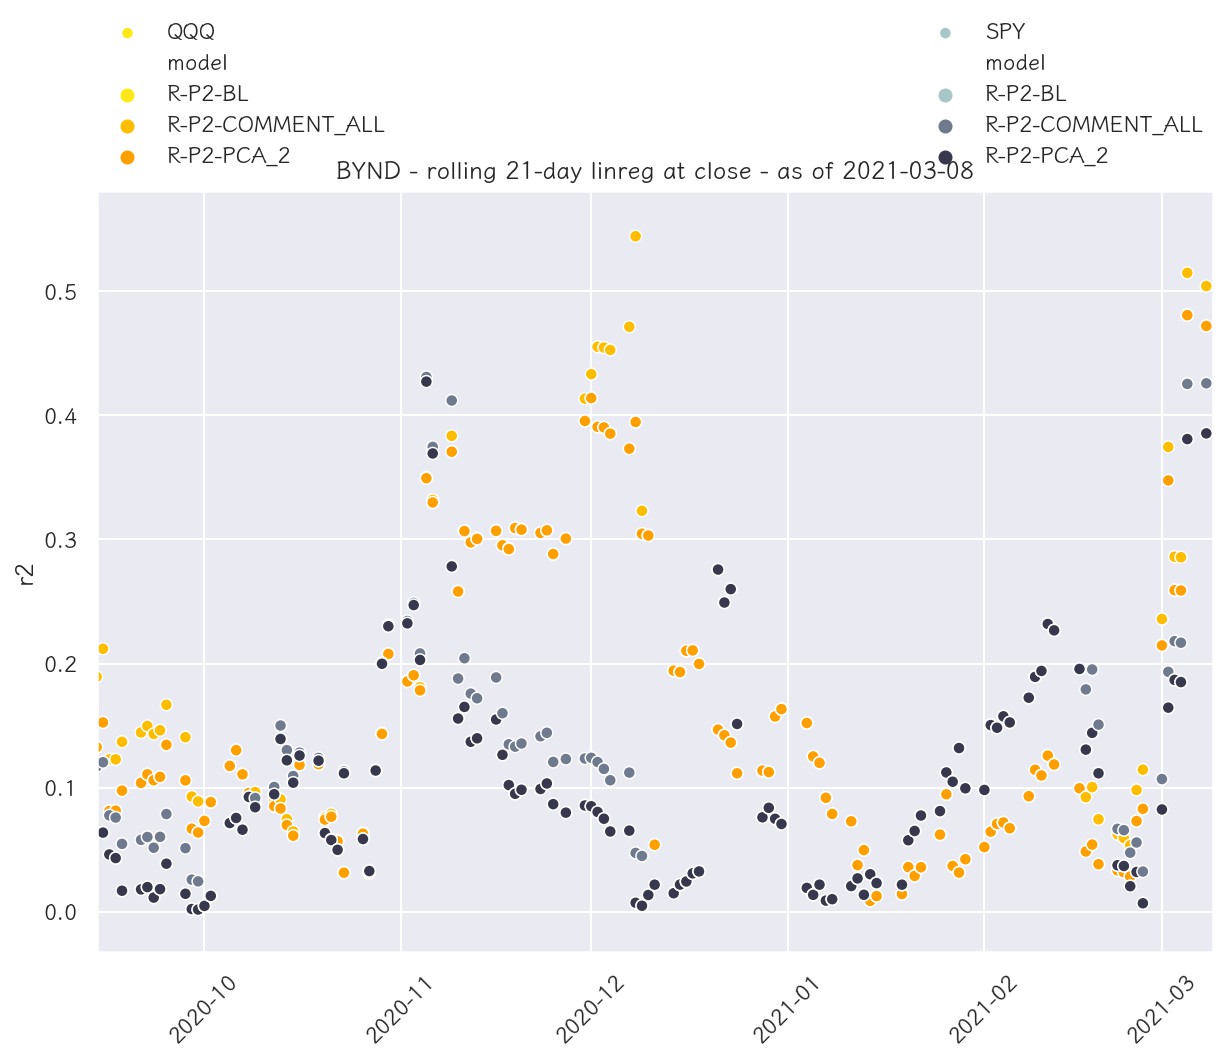 QQQ
model
R-P2-BL
R-P2-COMMENT_ALL
R-P2-PCA_2
SPY
model
R-P2-BL
R-P2-COMMENT_ALL
R-P2-PCA_2
BYND - rolling 21-day linreg at close - as of 2021-03-08
r2
0.5
0.4
0.3
0.2
0.1
0.0
2020-10
2020-11
2020-12
2021-01
2021-02
2021-03